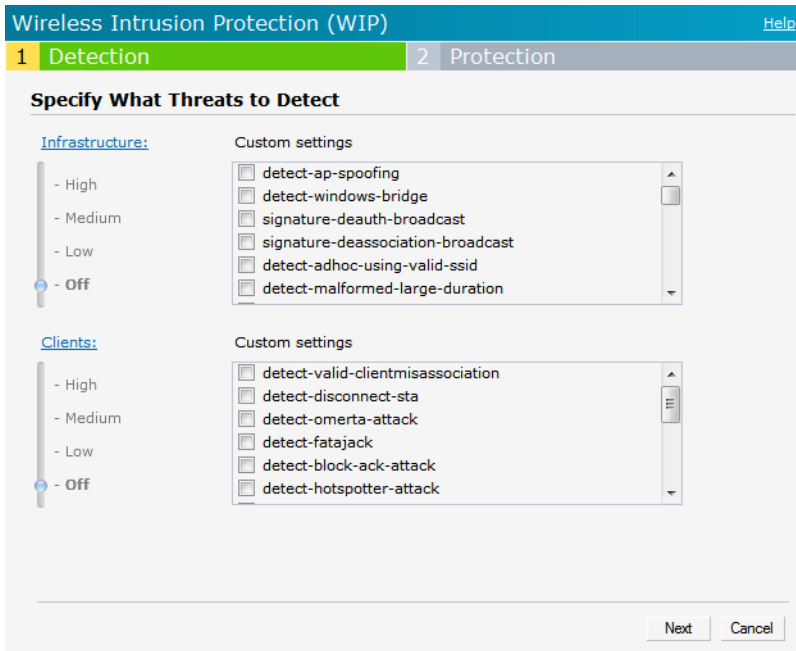 Wireless Intrusion Protection (WIP)
Help
1 Detection
2 Protection
Specify What Threats to Detect
Infrastructure:
- High
- Medium
- Low
- Off
Custom settings
detect-ap-spoofing
detect-windows-bridge
signature-deauth-broadcast
signature-deassociation-broadcast
detect-adhoc-using-valid-ssid
detect-malformed-large-duration
Clients:
- High
- Medium
- Low
- Off
Custom settings
detect-valid-clientmisassociation
detect-disconnect-sta
detect-omerta-attack
detect-fatajack
detect-block-ack-attack
detect-hotspotter-attack
Next
Cancel